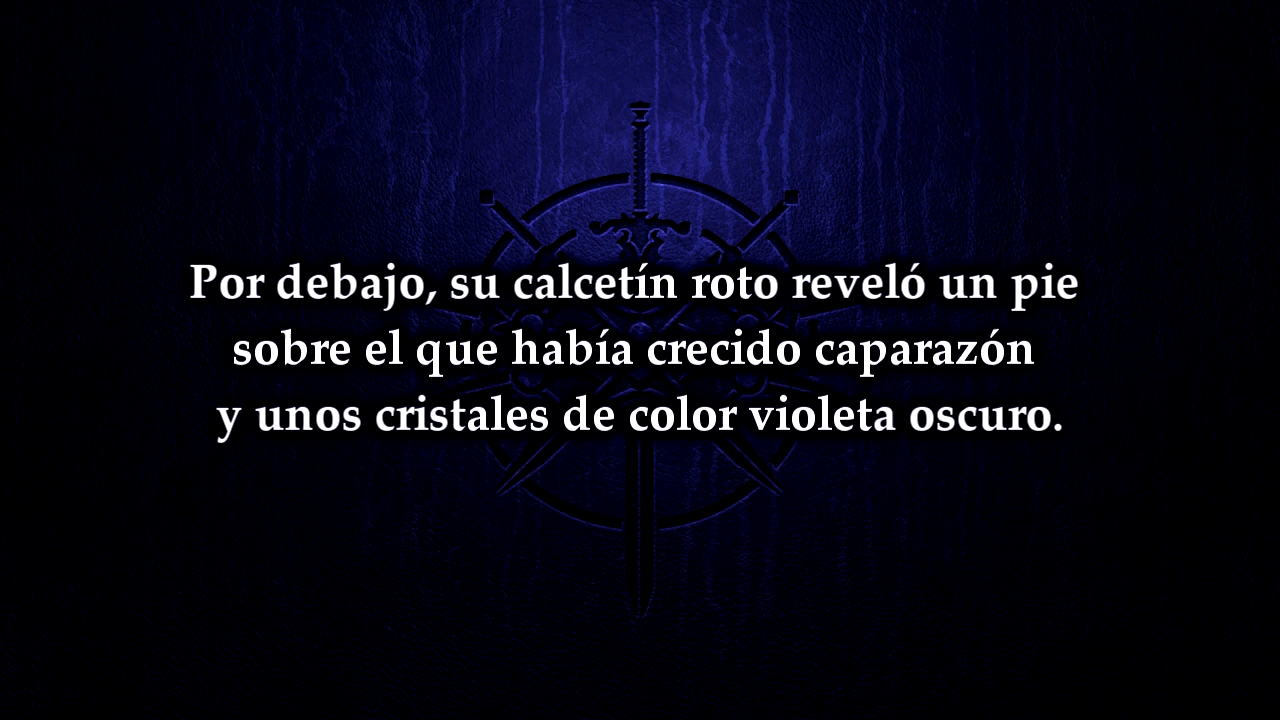 Por debajo, su calcetín roto reveló un pie
sobre el que había crecido caparazón
y unos cristales de color violeta oscuro.